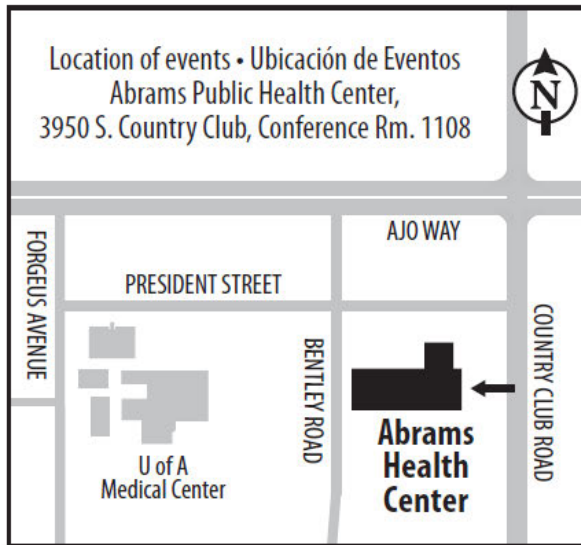 Location of events • Ubicación de Eventos
Abrams Public Health Center,
3950 S. Country Club, Conference Rm. 1108
N
AJO WAY
FORGEUS AVENUE
PRESIDENT STREET
BENTLEY ROAD
COUNTRY CLUB ROAD
U of A
Medical Center
Abrams
Health
Center